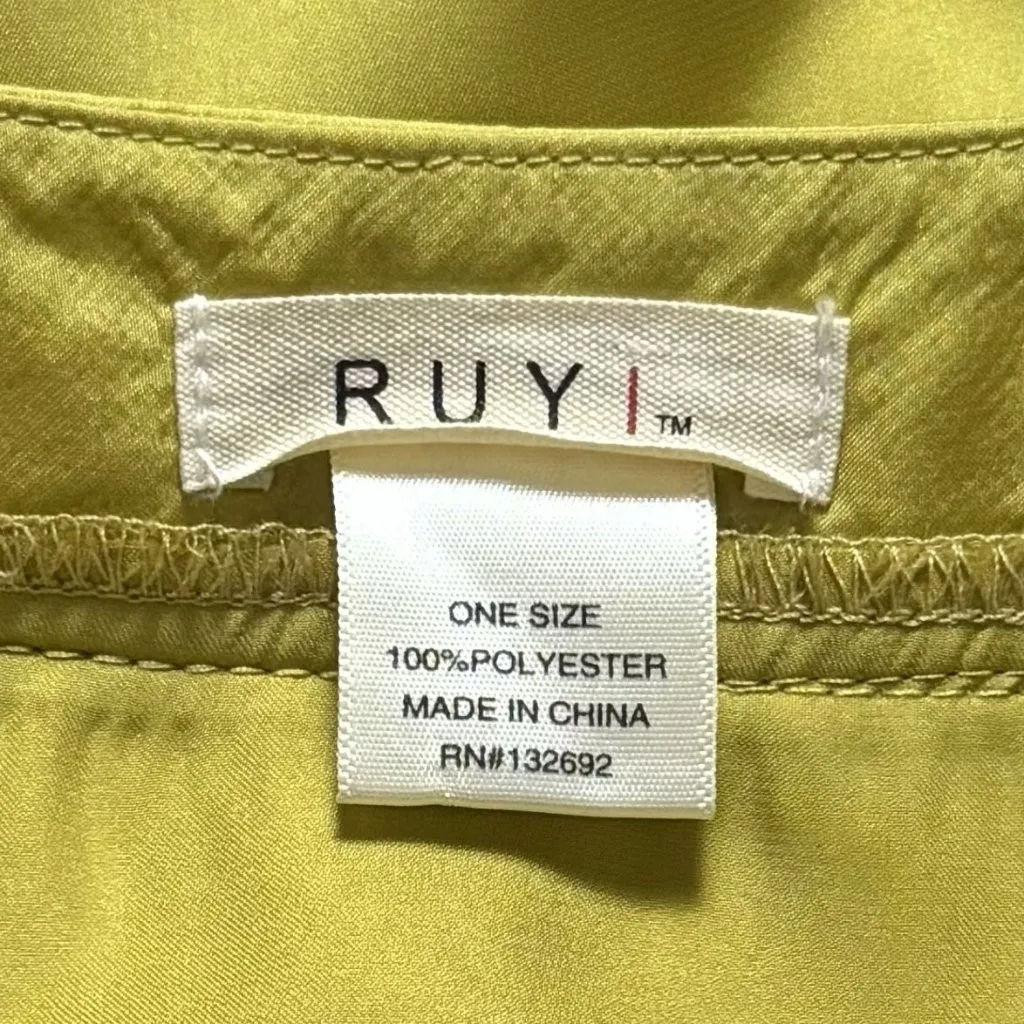 RUYI™
ONE SIZE
100%POLYESTER
MADE IN CHINA
RN#132692